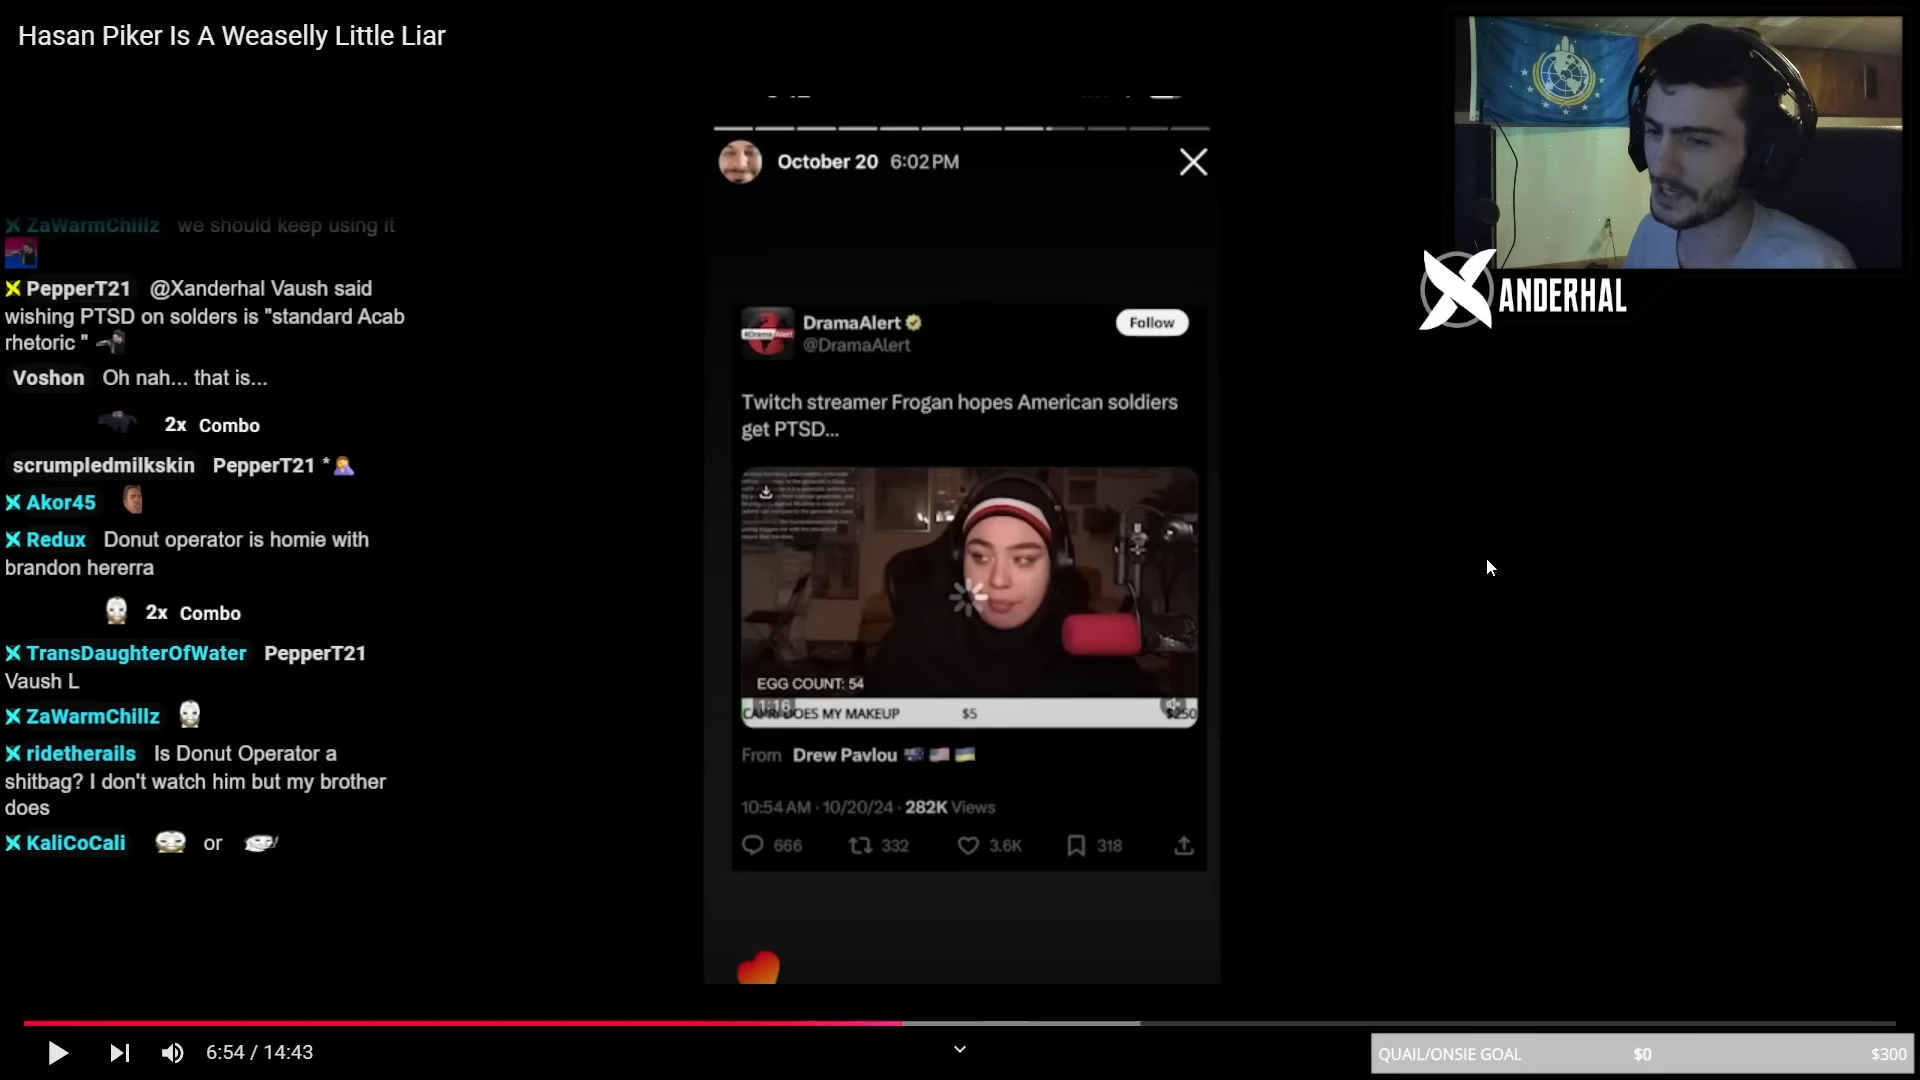 Hasan Piker Is A Weaselly Little Liar
ZaWarmChillz we should keep using it
PepperT21 @Xanderhal Vaush said
wishing PTSD on solders is "standard Acab
rhetoric "
Voshon Oh nah... that is...
2x Combo
scrumpledmilkskin PepperT21 *
Akor45
Redux Donut operator is homie with
brandon hererra
2x Combo
TransDaughterOfWater PepperT21
Vaush L
ZaWarmChillz
ridetherails Is Donut Operator a
shitbag? I don't watch him but my brother
does
KaliCoCali or
October 20 6:02 PM
DramaAlert
@DramaAlert
Follow
Twitch streamer Frogan hopes American soldiers
get PTSD...
EGG COUNT: 54
1:16
CAPRI DOES MY MAKEUP $5 $250
From Drew Pavlou
10:54 AM · 10/20/24 · 282K Views
666 332 3.6K 318
XANDERHAL
6:54 / 14:43
QUAIL/ONSIE GOAL $0 $300